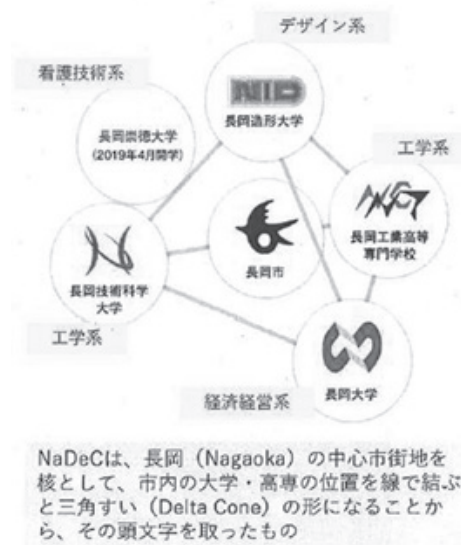 デザイン系
看護技術系
NID
長岡造形大学
長岡崇徳大学
(2019年4月開学)
工学系
長岡工業高等
専門学校
長岡市
長岡技術科学
大学
工学系
長岡大学
経済経営系
NaDeCは、長岡（Nagaoka）の中心市街地を
核として、市内の大学・高専の位置を線で結ぶ
と三角すい（Delta Cone）の形になることか
ら、その頭文字を取ったもの